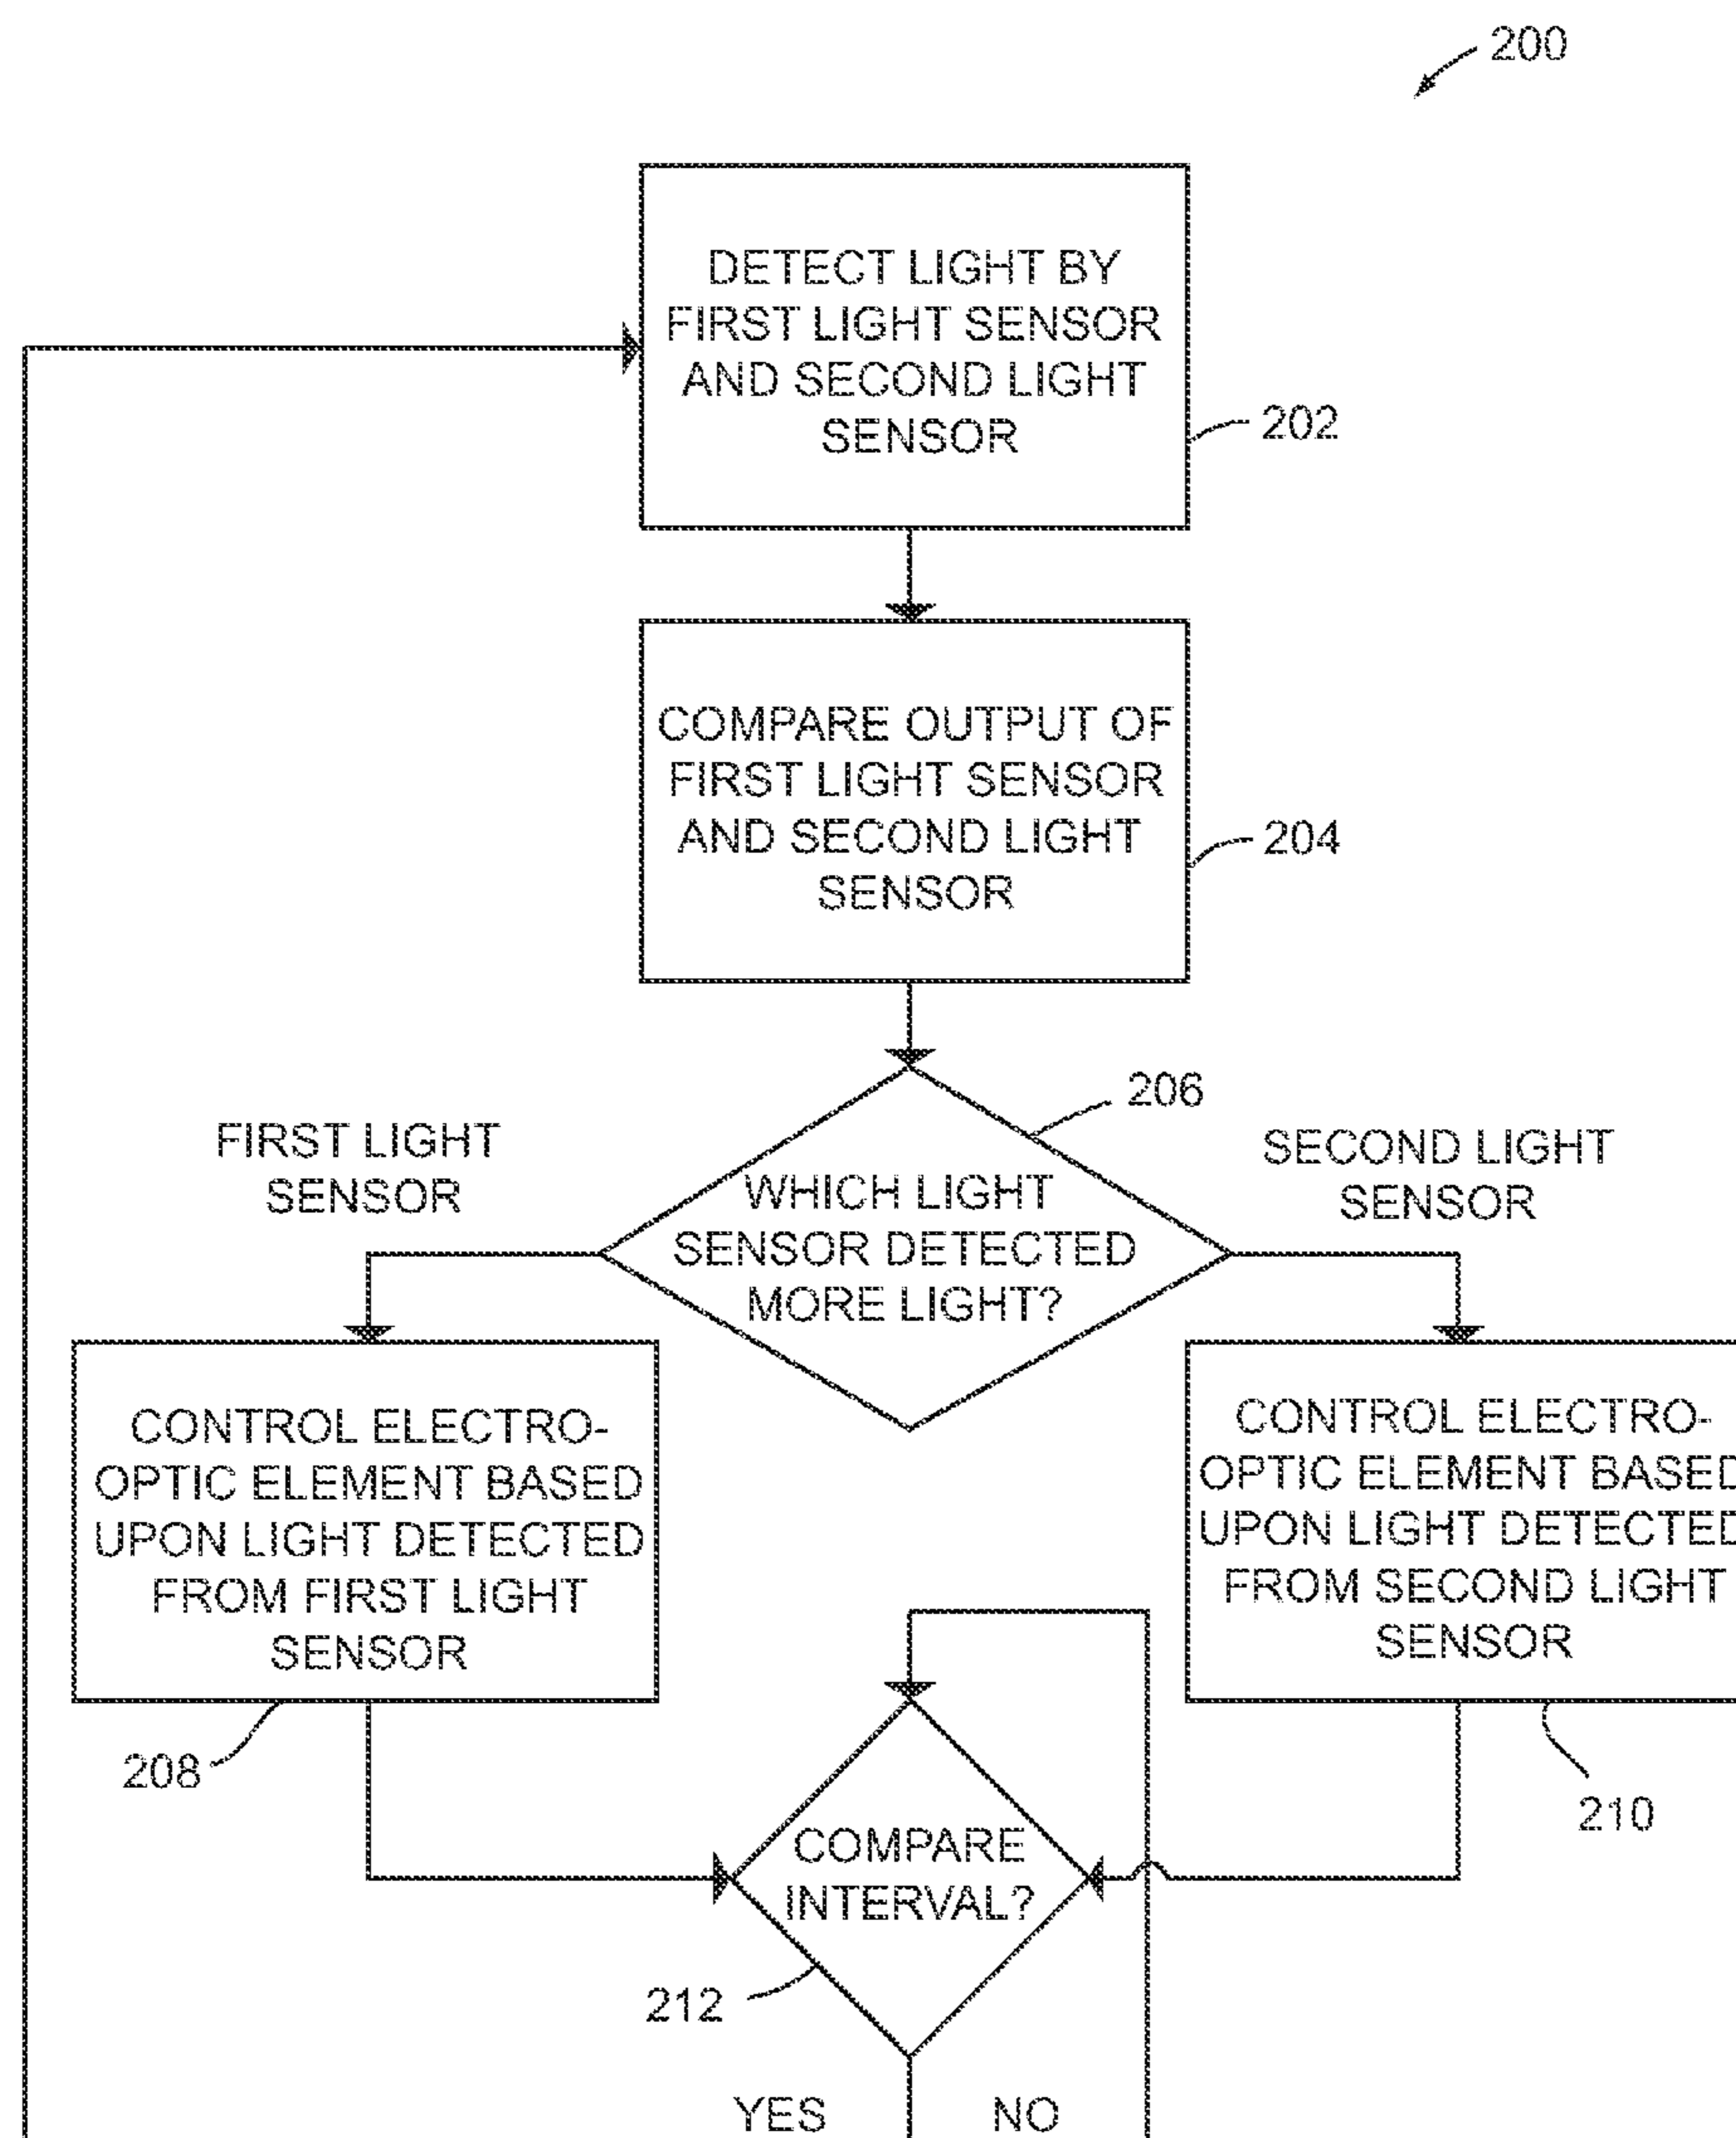 200
DETECT LIGHT BY
FIRST LIGHT SENSOR
AND SECOND LIGHT
SENSOR
202
COMPARE OUTPUT OF
FIRST LIGHT SENSOR
AND SECOND LIGHT
SENSOR
204
206
FIRST LIGHT
SENSOR
WHICH LIGHT
SENSOR DETECTED
MORE LIGHT?
SECOND LIGHT
SENSOR
CONTROL ELECTRO-
OPTIC ELEMENT BASED
UPON LIGHT DETECTED
FROM FIRST LIGHT
SENSOR
208
CONTROL ELECTRO-
OPTIC ELEMENT BASED
UPON LIGHT DETECTED
FROM SECOND LIGHT
SENSOR
210
COMPARE
INTERVAL?
212
YES
NO